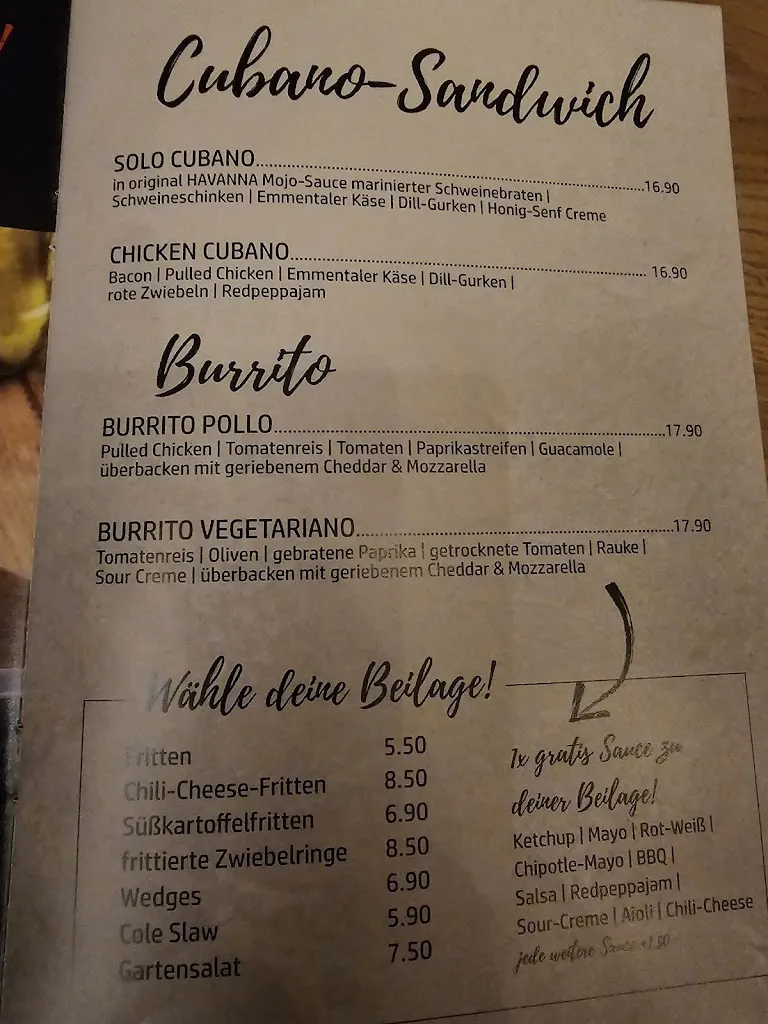 Cubano-Sandwich
SOLO CUBANO........16.90
in original HAVANNA Mojo-Sauce marinierter Schweinebraten |
Schweineschinken | Emmentaler Käse | Dill-Gurken | Honig-Senf Creme
CHICKEN CUBANO........16.90
Bacon | Pulled Chicken | Emmentaler Käse | Dill-Gurken |
rote Zwiebeln | Redpeppajam
Burrito
BURRITO POLLO........17.90
Pulled Chicken | Tomatenreis | Tomaten | Paprikastreifen | Guacamole |
überbacken mit geriebenem Cheddar & Mozzarella
BURRITO VEGETARIANO........17.90
Tomatenreis | Oliven | gebratene Paprika | getrocknete Tomaten | Rauke |
Sour Creme | überbacken mit geriebenem Cheddar & Mozzarella
Wähle deine Beilage!
Fritten 5.50
Chili-Cheese-Fritten 8.50
Süßkartoffelfritten 6.90
frittierte Zwiebelringe 8.50
Wedges 6.90
Cole Slaw 5.90
Gartensalat 7.50
1x gratis Sauce zu
deiner Beilage!
Ketchup | Mayo | Rot-Weiß |
Chipotle-Mayo | BBQ |
Salsa | Redpeppajam |
Sour-Creme | Aioli | Chili-Cheese
jede weitere Sauce +1.50